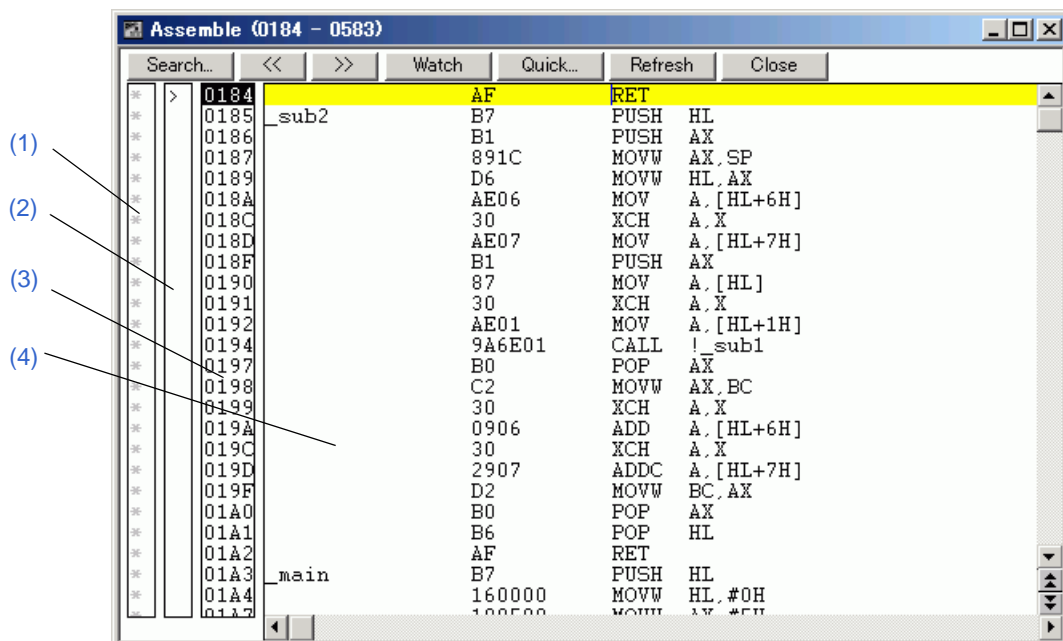 Assemble (0184 - 0583)
Search... << >> Watch Quick... Refresh Close
* > 0184 AF RET
* 0185 _sub2 B7 PUSH HL
* 0186 B1 PUSH AX
(1) * 0187 891C MOVW AX,SP
* 0189 D6 MOVW HL,AX
* 018A AE06 MOV A,[HL+6H]
(2) * 018C 30 XCH A,X
* 018D AE07 MOV A,[HL+7H]
* 018F B1 PUSH AX
(3) * 0190 87 MOV A,[HL]
* 0191 30 XCH A,X
* 0192 AE01 MOV A,[HL+1H]
* 0194 9A6E01 CALL !_sub1
(4) * 0197 B0 POP AX
* 0198 C2 MOVW AX,BC
* 0199 30 XCH A,X
* 019A 0906 ADD A,[HL+6H]
* 019C 30 XCH A,X
* 019D 2907 ADDC A,[HL+7H]
* 019F D2 MOVW BC,AX
* 01A0 B0 POP AX
* 01A1 B6 POP HL
* 01A2 AF RET
* 01A3 _main B7 PUSH HL
* 01A4 160000 MOVW HL,#0H